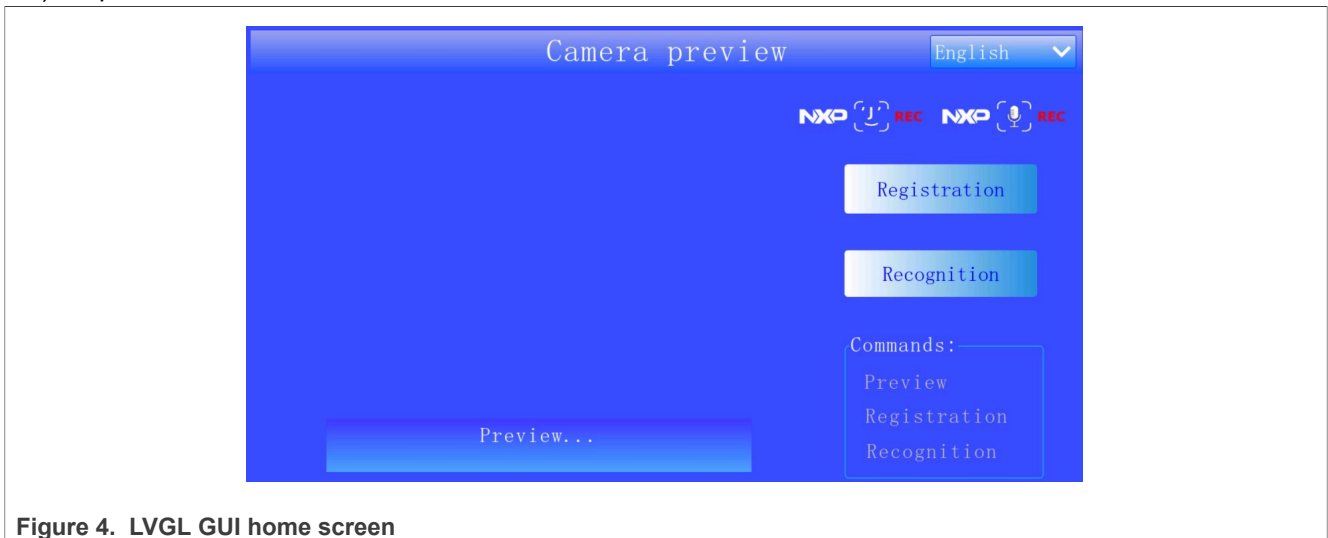 Camera preview
English
NXP REC NXP REC
Registration
Recognition
Commands:
Preview
Registration
Recognition
Preview...
Figure 4. LVGL GUI home screen